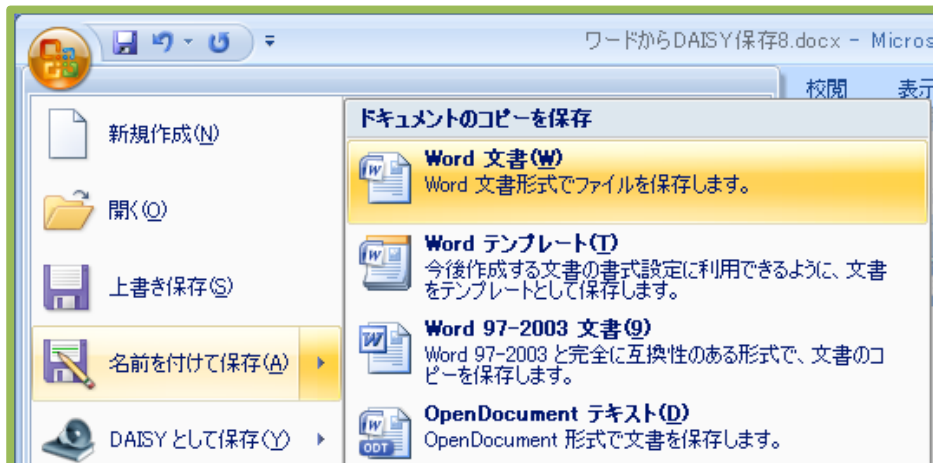 ワードからDAISY保存8.docx - Micros
校閲 表示
新規作成(N)
開く(O)
上書き保存(S)
名前を付けて保存(A)
DAISY として保存(Y)
ドキュメントのコピーを保存
Word 文書(W)
Word 文書形式でファイルを保存します。
Word テンプレート(T)
今後作成する文書の書式設定に利用できるように、文書
をテンプレートとして保存します。
Word 97-2003 文書(9)
Word 97-2003 と完全に互換性のある形式で、文書のコ
ピーを保存します。
OpenDocument テキスト(D)
OpenDocument 形式で文書を保存します。
ODT